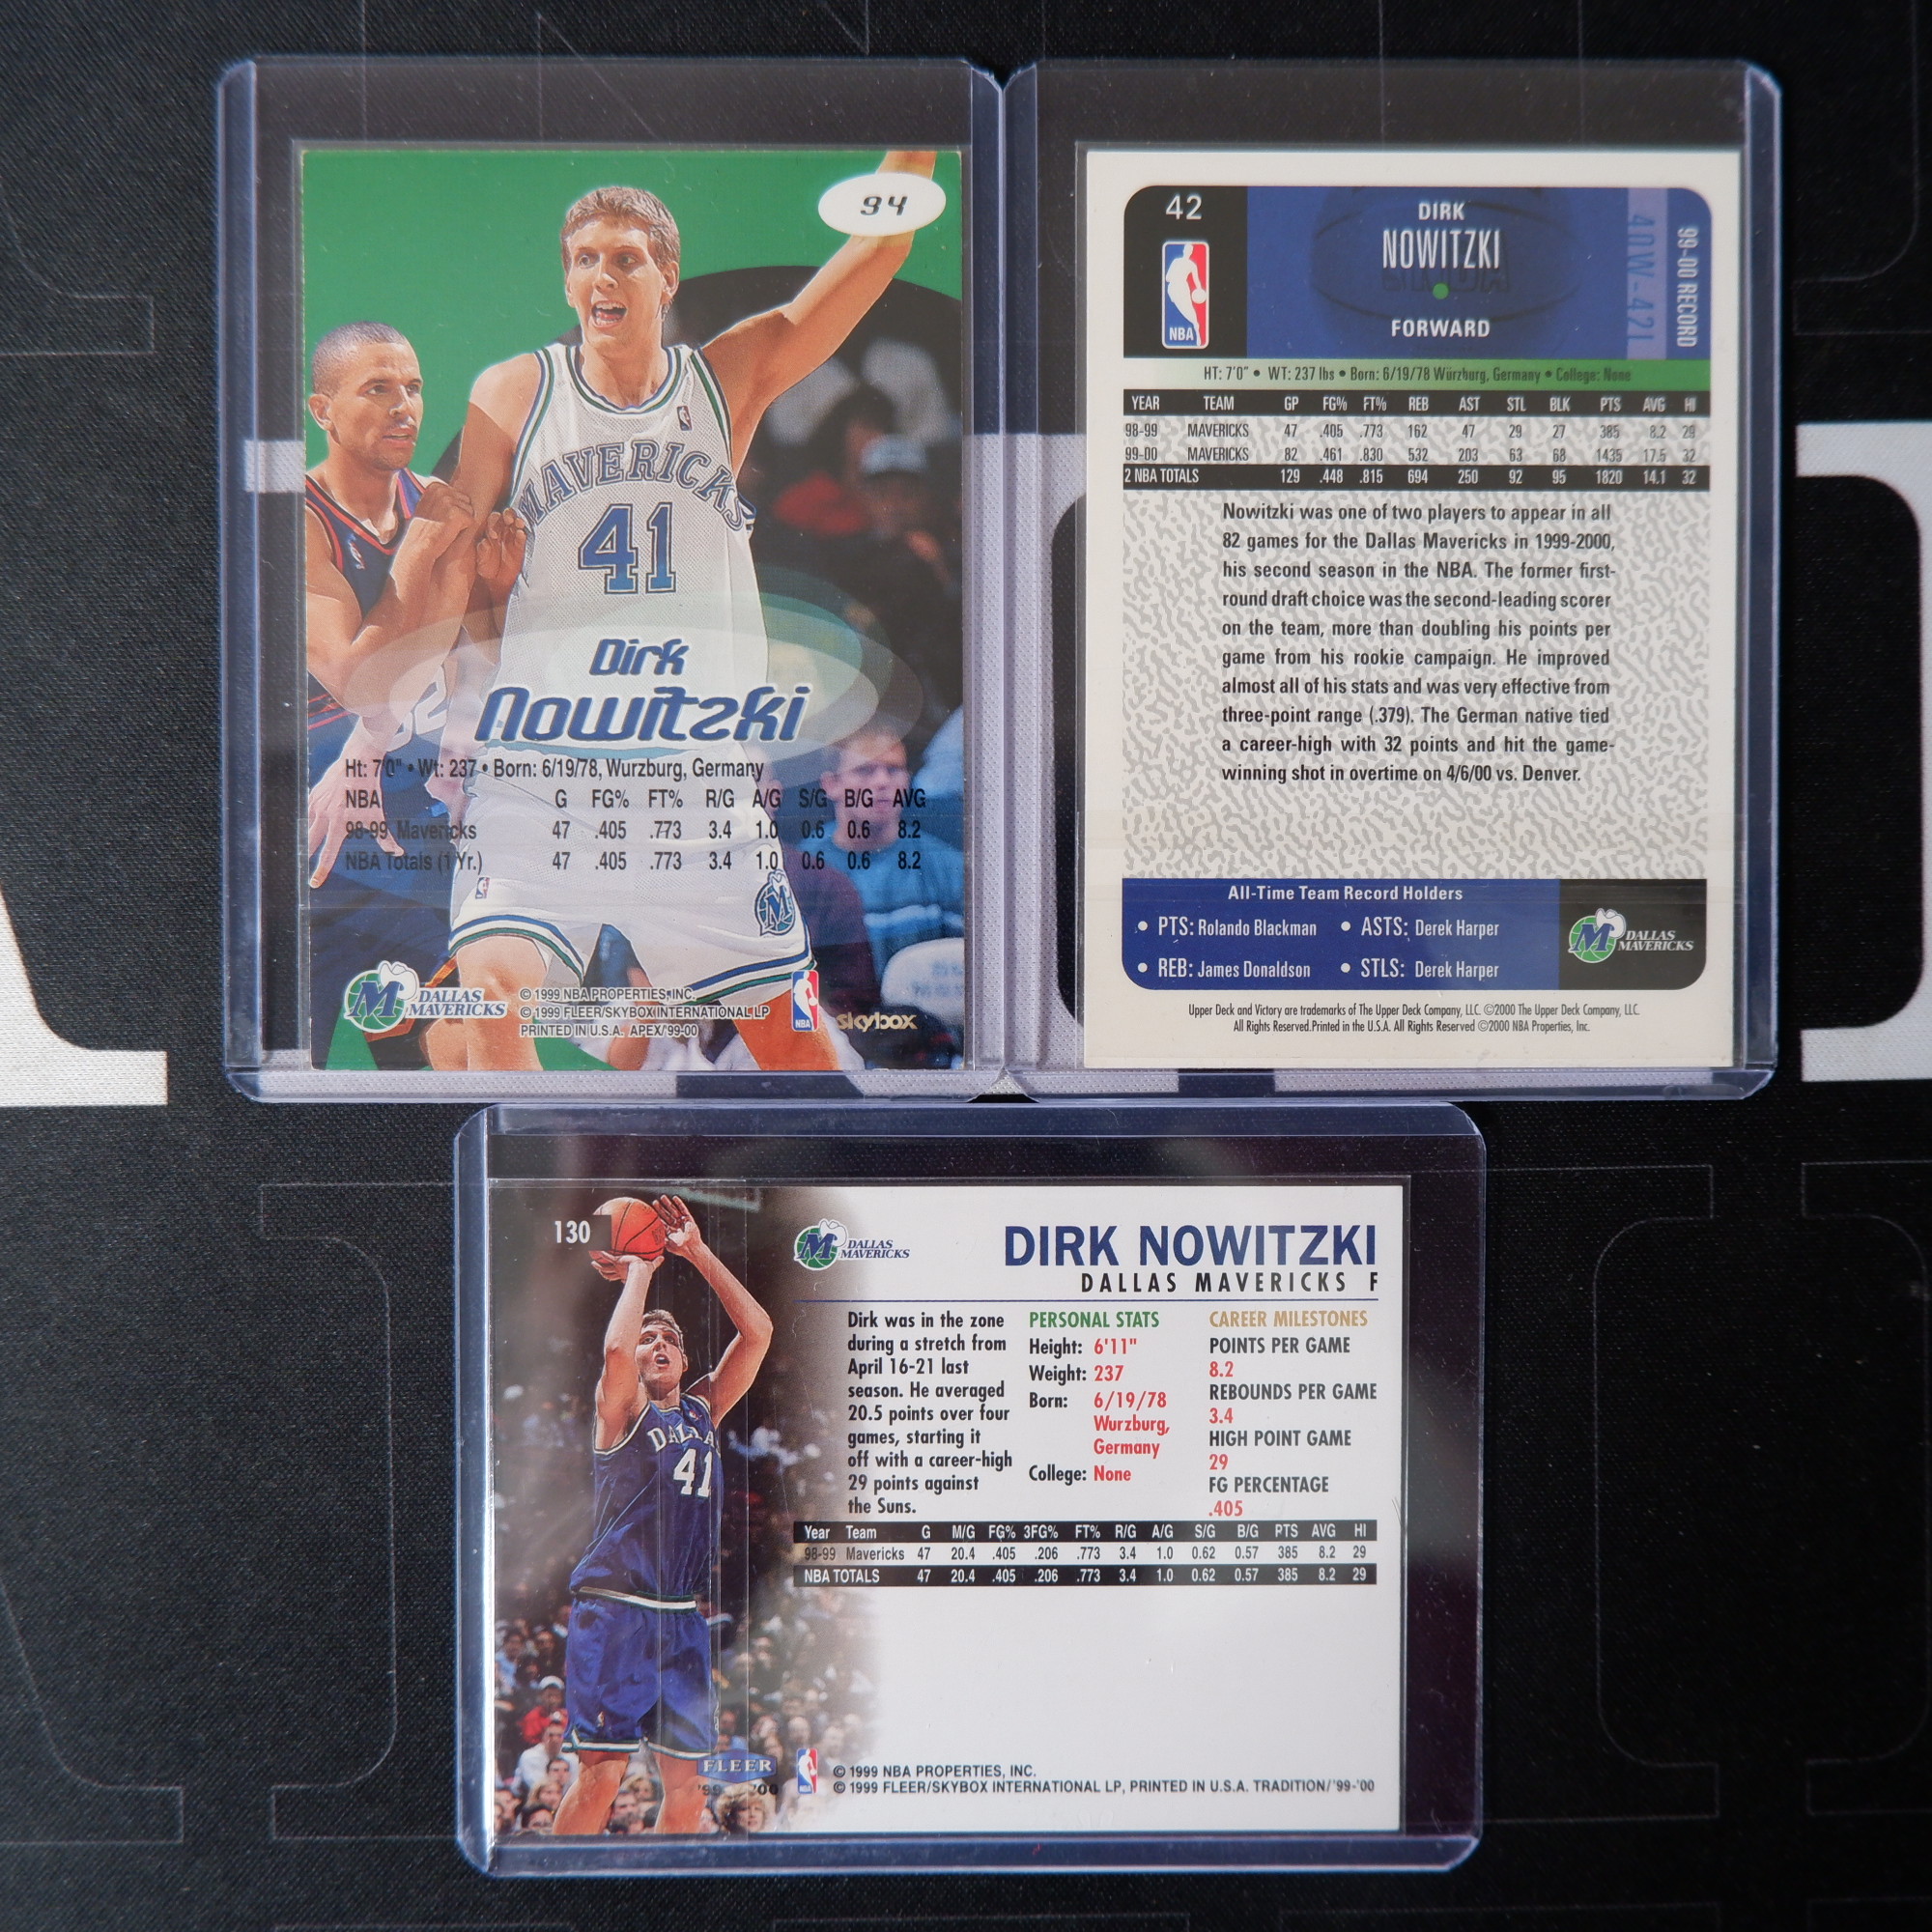 94
MAVERICKS
41
Dirk
Nowitzki
Ht: 7'0" • Wt: 237 • Born: 6/19/78, Wurzburg, Germany
NBA G FG% FT% R/G A/G S/G B/G AVG
98-99 Mavericks 47 .405 .773 3.4 1.0 0.6 0.6 8.2
NBA Totals (1 Yr.) 47 .405 .773 3.4 1.0 0.6 0.6 8.2
DALLAS
MAVERICKS
© 1999 NBA PROPERTIES, INC.
© 1999 FLEER/SKYBOX INTERNATIONAL LP
PRINTED IN U.S.A. APEX/'99-00
NBA
skybox
42
NBA
DIRK
NOWITZKI
FORWARD
40W-42L
99-00 RECORD
HT: 7'0" • WT: 237 lbs • Born: 6/19/78 Würzburg, Germany • College: None
YEAR TEAM GP FG% FT% REB AST STL BLK PTS AVG HI
98-99 MAVERICKS 47 .405 .773 162 47 29 27 385 8.2 29
99-00 MAVERICKS 82 .461 .830 532 203 63 68 1435 17.5 32
2 NBA TOTALS 129 .448 .815 694 250 92 95 1820 14.1 32
Nowitzki was one of two players to appear in all
82 games for the Dallas Mavericks in 1999-2000,
his second season in the NBA. The former first-
round draft choice was the second-leading scorer
on the team, more than doubling his points per
game from his rookie campaign. He improved
almost all of his stats and was very effective from
three-point range (.379). The German native tied
a career-high with 32 points and hit the game-
winning shot in overtime on 4/6/00 vs. Denver.
All-Time Team Record Holders
• PTS: Rolando Blackman • ASTS: Derek Harper
• REB: James Donaldson • STLS: Derek Harper
DALLAS
MAVERICKS
Upper Deck and Victory are trademarks of The Upper Deck Company, LLC. ©2000 The Upper Deck Company, LLC.
All Rights Reserved.Printed in the U.S.A. All Rights Reserved ©2000 NBA Properties, Inc.
130
DALLA
41
DALLAS
MAVERICKS
DIRK NOWITZKI
DALLAS MAVERICKS F
Dirk was in the zone
during a stretch from
April 16-21 last
season. He averaged
20.5 points over four
games, starting it
off with a career-high
29 points against
the Suns.
PERSONAL STATS
Height: 6'11"
Weight: 237
Born: 6/19/78
Wurzburg,
Germany
College: None
CAREER MILESTONES
POINTS PER GAME
8.2
REBOUNDS PER GAME
3.4
HIGH POINT GAME
29
FG PERCENTAGE
.405
Year Team G M/G FG% 3FG% FT% R/G A/G S/G B/G PTS AVG HI
98-99 Mavericks 47 20.4 .405 .206 .773 3.4 1.0 0.62 0.57 385 8.2 29
NBA TOTALS 47 20.4 .405 .206 .773 3.4 1.0 0.62 0.57 385 8.2 29
FLEER
'99 '00
© 1999 NBA PROPERTIES, INC.
© 1999 FLEER/SKYBOX INTERNATIONAL LP, PRINTED IN U.S.A. TRADITION/'99-'00